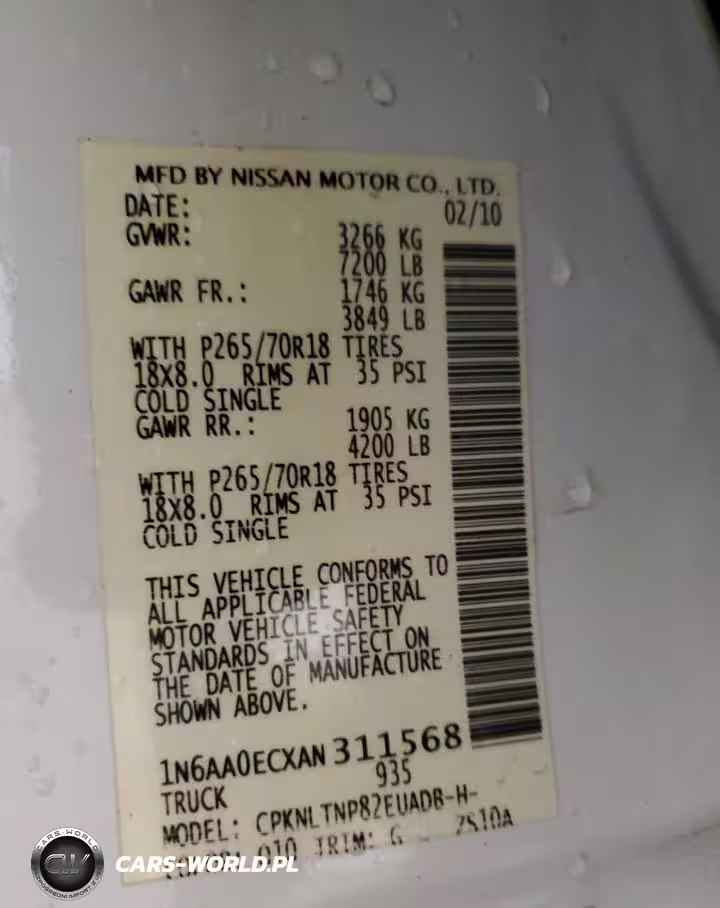 MFD BY NISSAN MOTOR CO., LTD.
DATE: 02/10
GVWR: 3266 KG
7200 LB
GAWR FR.: 1746 KG
3849 LB
WITH P265/70R18 TIRES
18X8.0 RIMS AT 35 PSI
COLD SINGLE
GAWR RR.: 1905 KG
4200 LB
WITH P265/70R18 TIRES
18X8.0 RIMS AT 35 PSI
COLD SINGLE
THIS VEHICLE CONFORMS TO
ALL APPLICABLE FEDERAL
MOTOR VEHICLE SAFETY
STANDARDS IN EFFECT ON
THE DATE OF MANUFACTURE
SHOWN ABOVE.
1N6AA0ECXAN311568
935
TRUCK
MODEL: CPKNLTNP82EUADB-H-
TRIM: G - ZS10A
CARS-WORLD
CW
CARS-WORLD.PL